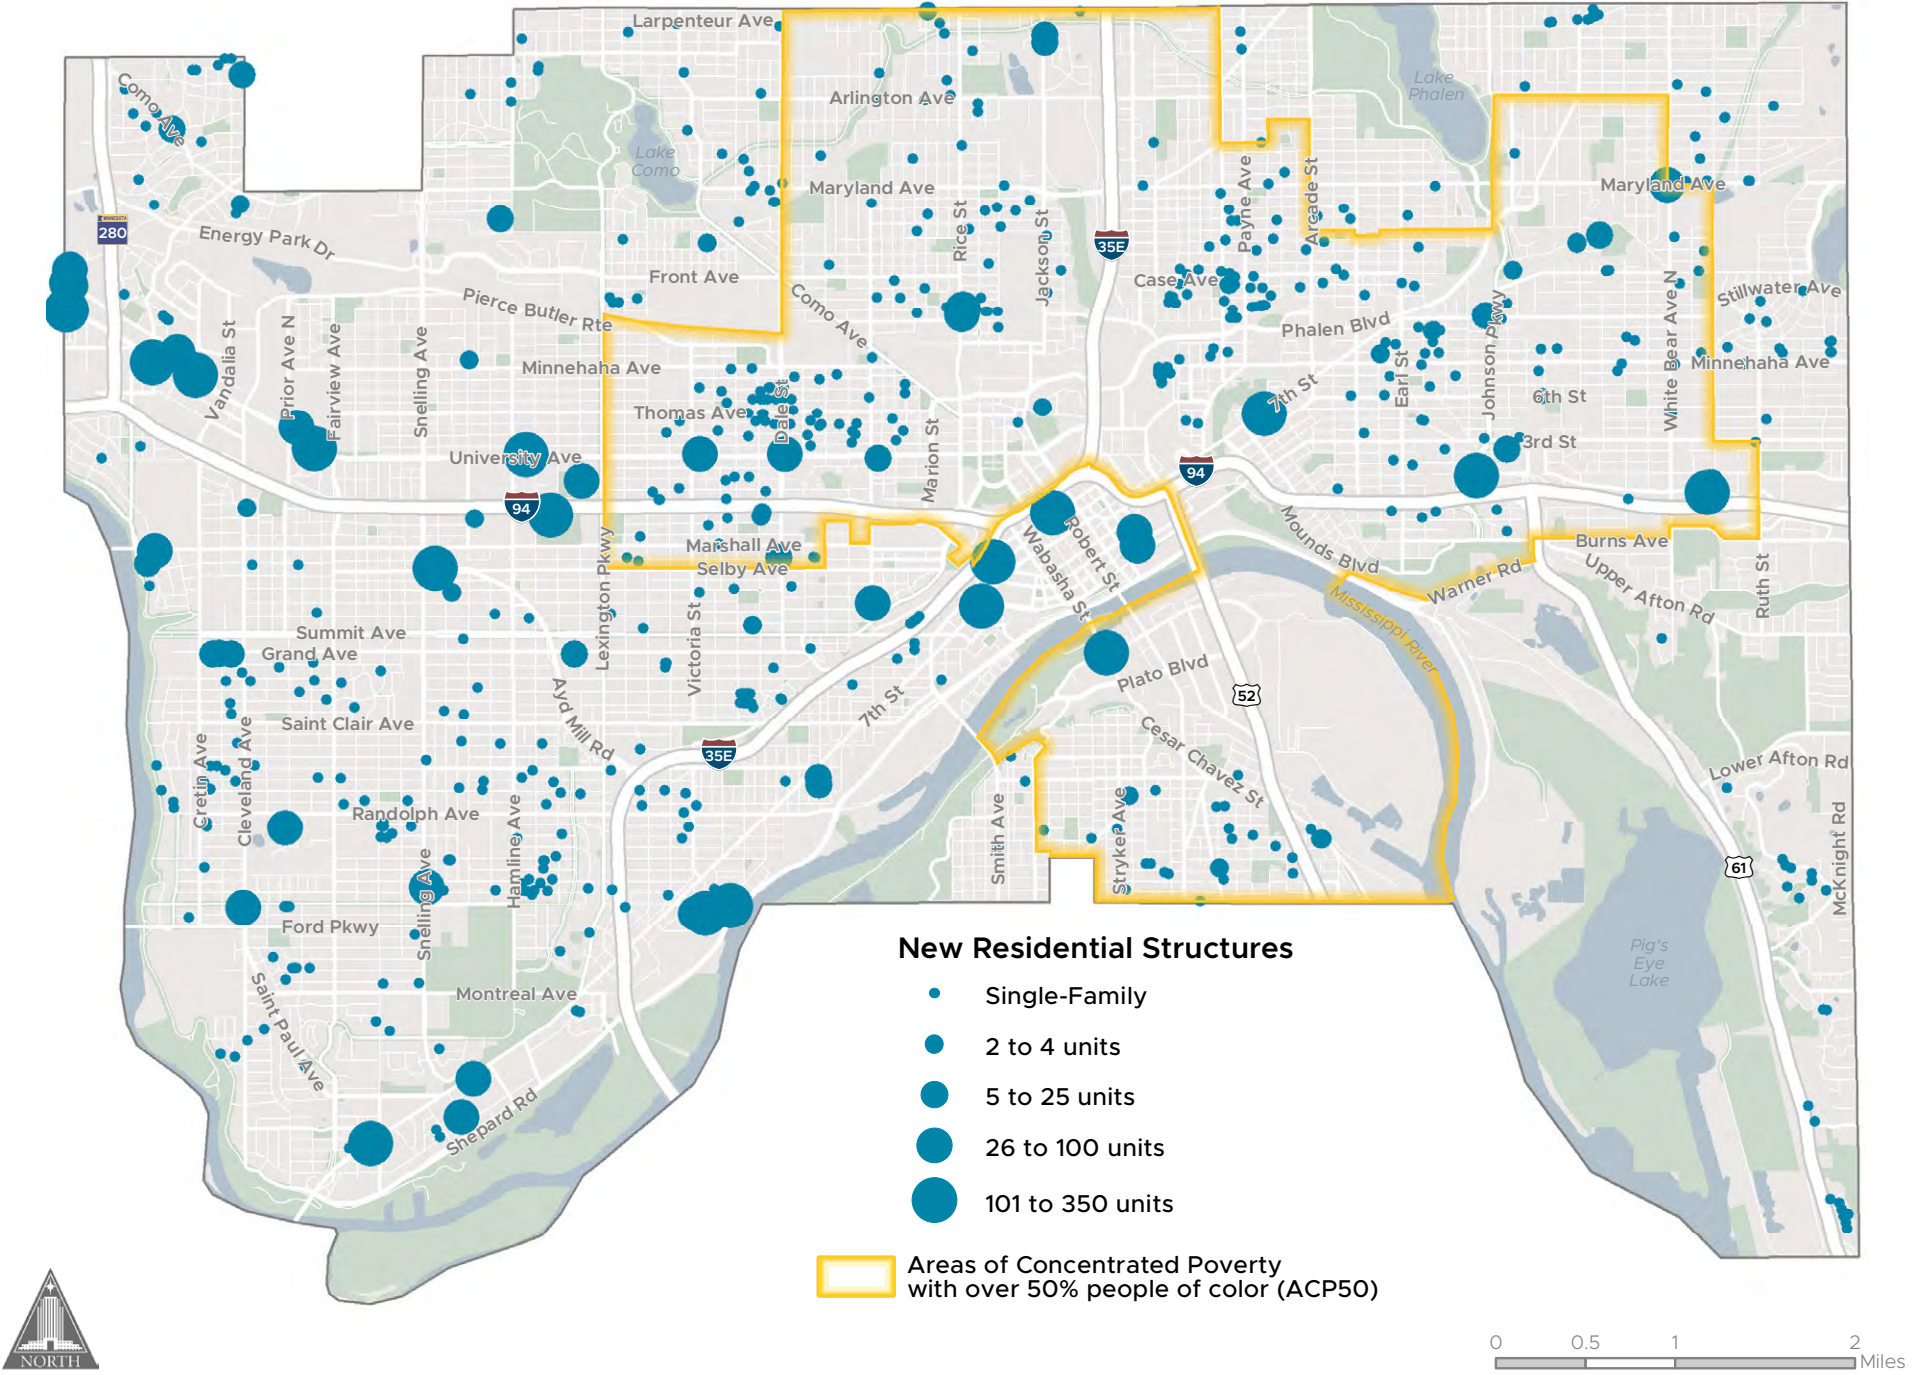 Larpenteur Ave
Como Ave
Arlington Ave
Lake
Phalen
Lake
Como
Maryland Ave
Maryland Ave
MINNESOTA
280
Energy Park Dr
Rice St
Jackson St
35E
Payne Ave
Arcade St
Front Ave
Case Ave
Pierce Butler Rte
Como Ave
Phalen Blvd
Johnson Pkwy
White Bear Ave N
Stillwater Ave
Vandalia St
Prior Ave N
Fairview Ave
Snelling Ave
Minnehaha Ave
Minnehaha Ave
Thomas Ave
Dale St
Marion St
7th St
Earl St
6th St
3rd St
University Ave
94
94
Marshall Ave
Selby Ave
Lexington Pkwy
Victoria St
Robert St
Wabasha St
Mounds Blvd
Warner Rd
Burns Ave
Upper Afton Rd
Ruth St
Mississippi River
Summit Ave
Grand Ave
Ayd Mill Rd
Saint Clair Ave
Cretin Ave
Cleveland Ave
7th St
Plato Blvd
52
35E
Cesar Chavez St
Lower Afton Rd
Randolph Ave
Hamline Ave
Snelling Ave
Smith Ave
Stryker Ave
61
McKnight Rd
Ford Pkwy
Saint Paul Ave
Montreal Ave
Shepard Rd
Pig's
Eye
Lake
New Residential Structures
Single-Family
2 to 4 units
5 to 25 units
26 to 100 units
101 to 350 units
Areas of Concentrated Poverty
with over 50% people of color (ACP50)
NORTH
0 0.5 1 2
Miles